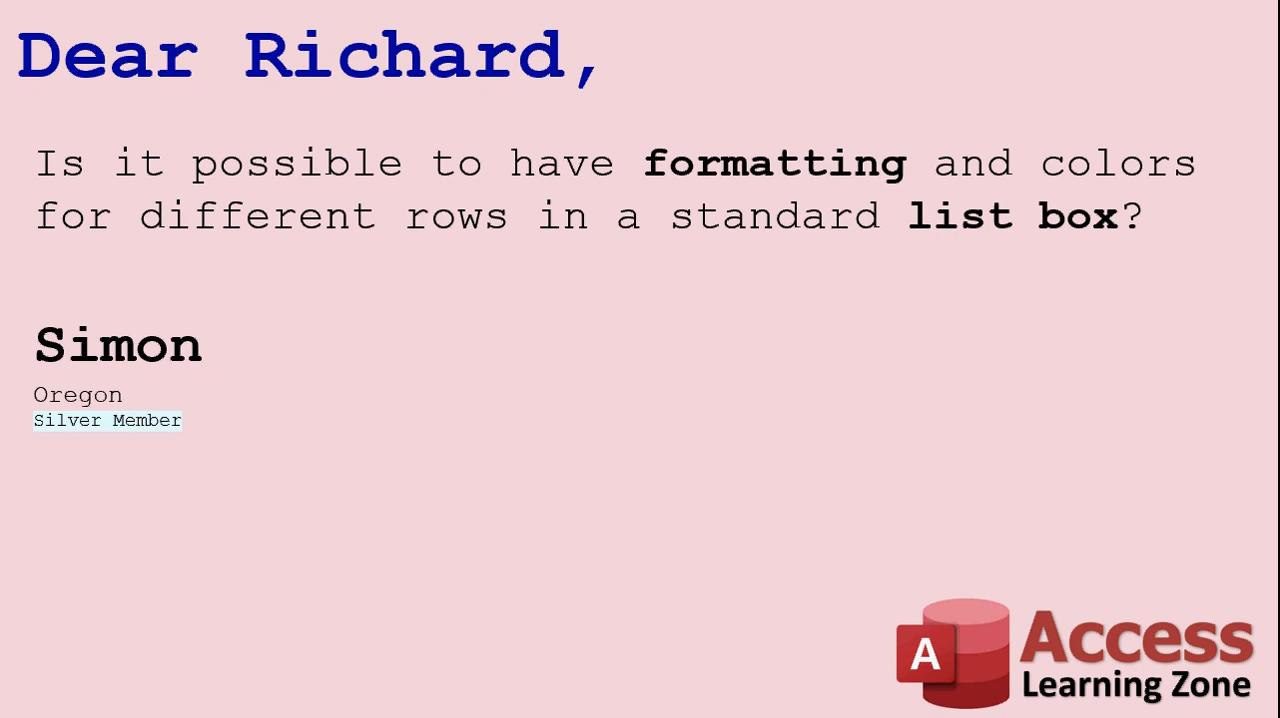 Dear Richard,
Is it possible to have formatting and colors
for different rows in a standard list box?
Simon
Oregon
Silver Member
A
Access
Learning Zone